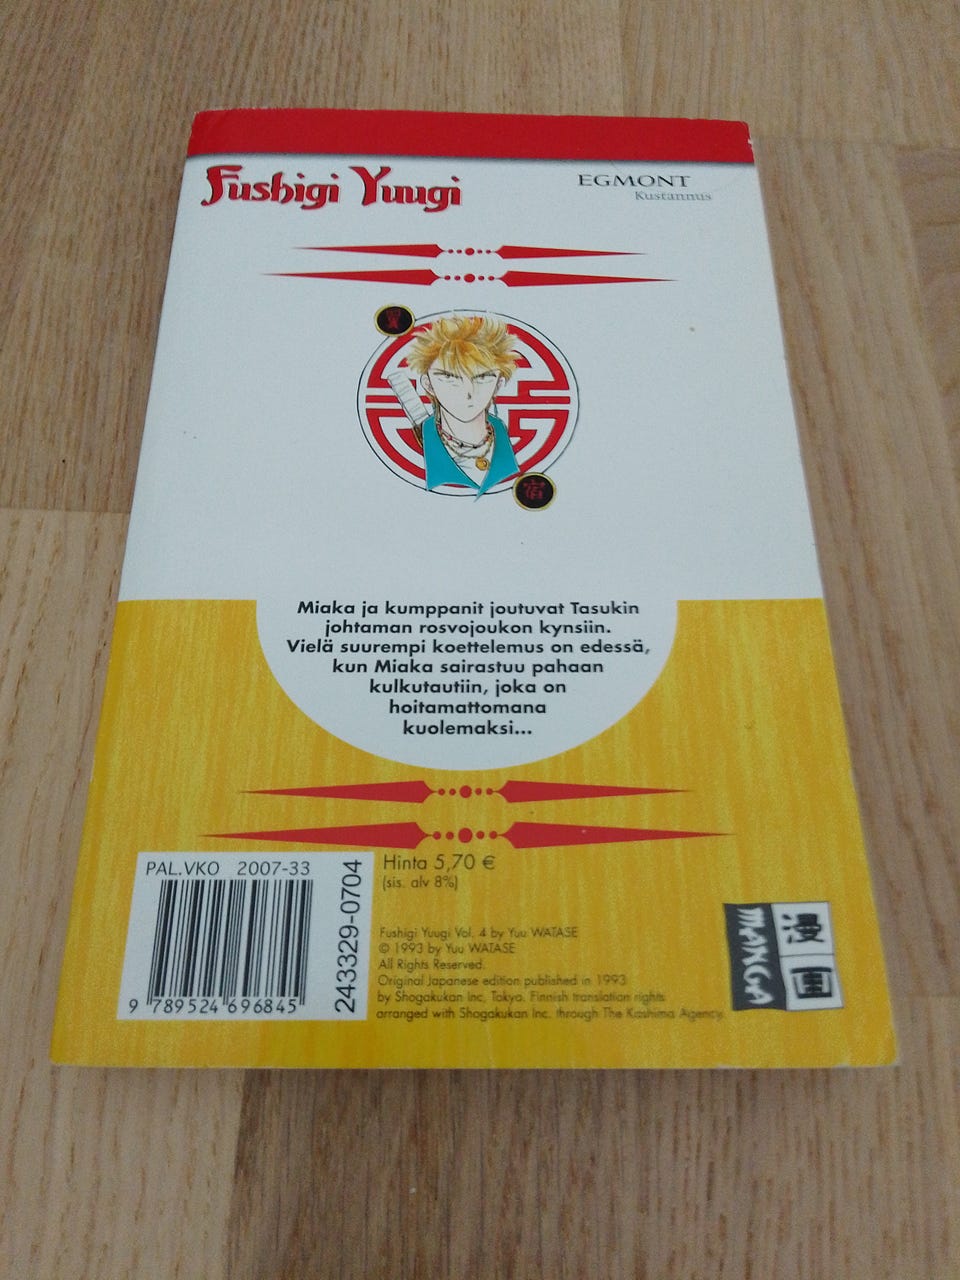 Fushigi Yuugi
EGMONT
Kustannus
Miaka ja kumppanit joutuvat Tasukin
johtaman rosvojoukon kynsiin.
Vielä suurempi koettelemus on edessä,
kun Miaka sairastuu pahaan
kulkutautiin, joka on
hoitamattomana
kuolemaksi...
PAL.VKO 2007-33
9 789524 696845
243329-0704
Hinta 5,70 €
(sis. alv 8%)
Fushigi Yuugi Vol. 4 by Yuu WATASE
© 1993 by Yuu WATASE
All Rights Reserved.
Original Japanese edition published in 1993
by Shogakukan Inc, Tokyo. Finnish translation rights
arranged with Shogakukan Inc. through The Kashima Agency.
MANGA
漫
画